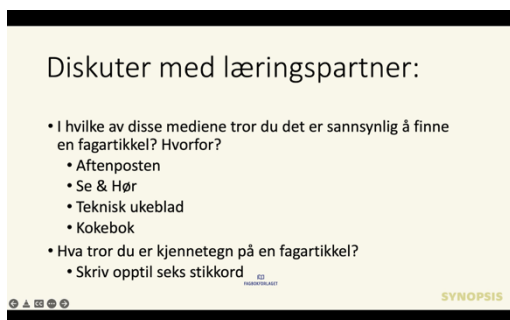 Diskuter med læringspartner:
• I hvilke av disse mediene tror du det er sannsynlig å finne
en fagartikkel? Hvorfor?
• Aftenposten
• Se & Hør
• Teknisk ukeblad
• Kokebok
• Hva tror du er kjennetegn på en fagartikkel?
• Skriv opptil seks stikkord
FAGBOKFORLAGET
SYNOPSIS